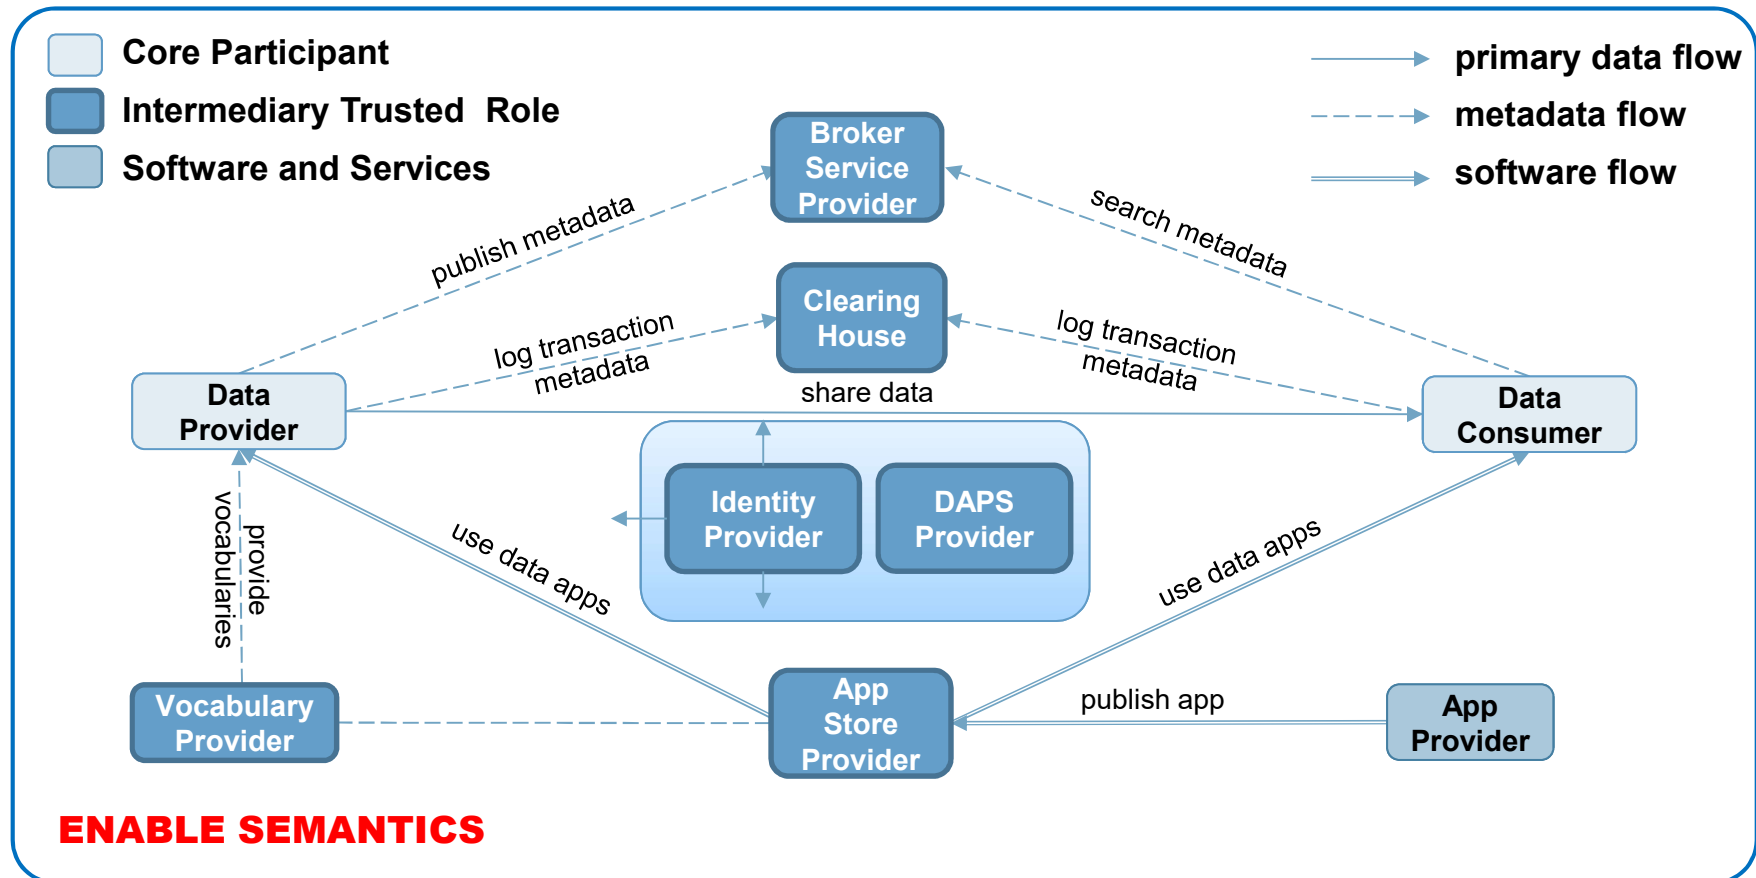 Core Participant
Intermediary Trusted  Role
Software and Services
primary data flow
metadata flow
software flow
Broker
Service
Provider
publish metadata
search metadata
Clearing
House
log transaction
metadata
log transaction
metadata
share data
Data
Provider
Data
Consumer
Identity
Provider
DAPS
Provider
provide
vocabularies
use data apps
use data apps
Vocabulary
Provider
App
Store
Provider
publish app
App
Provider
ENABLE SEMANTICS